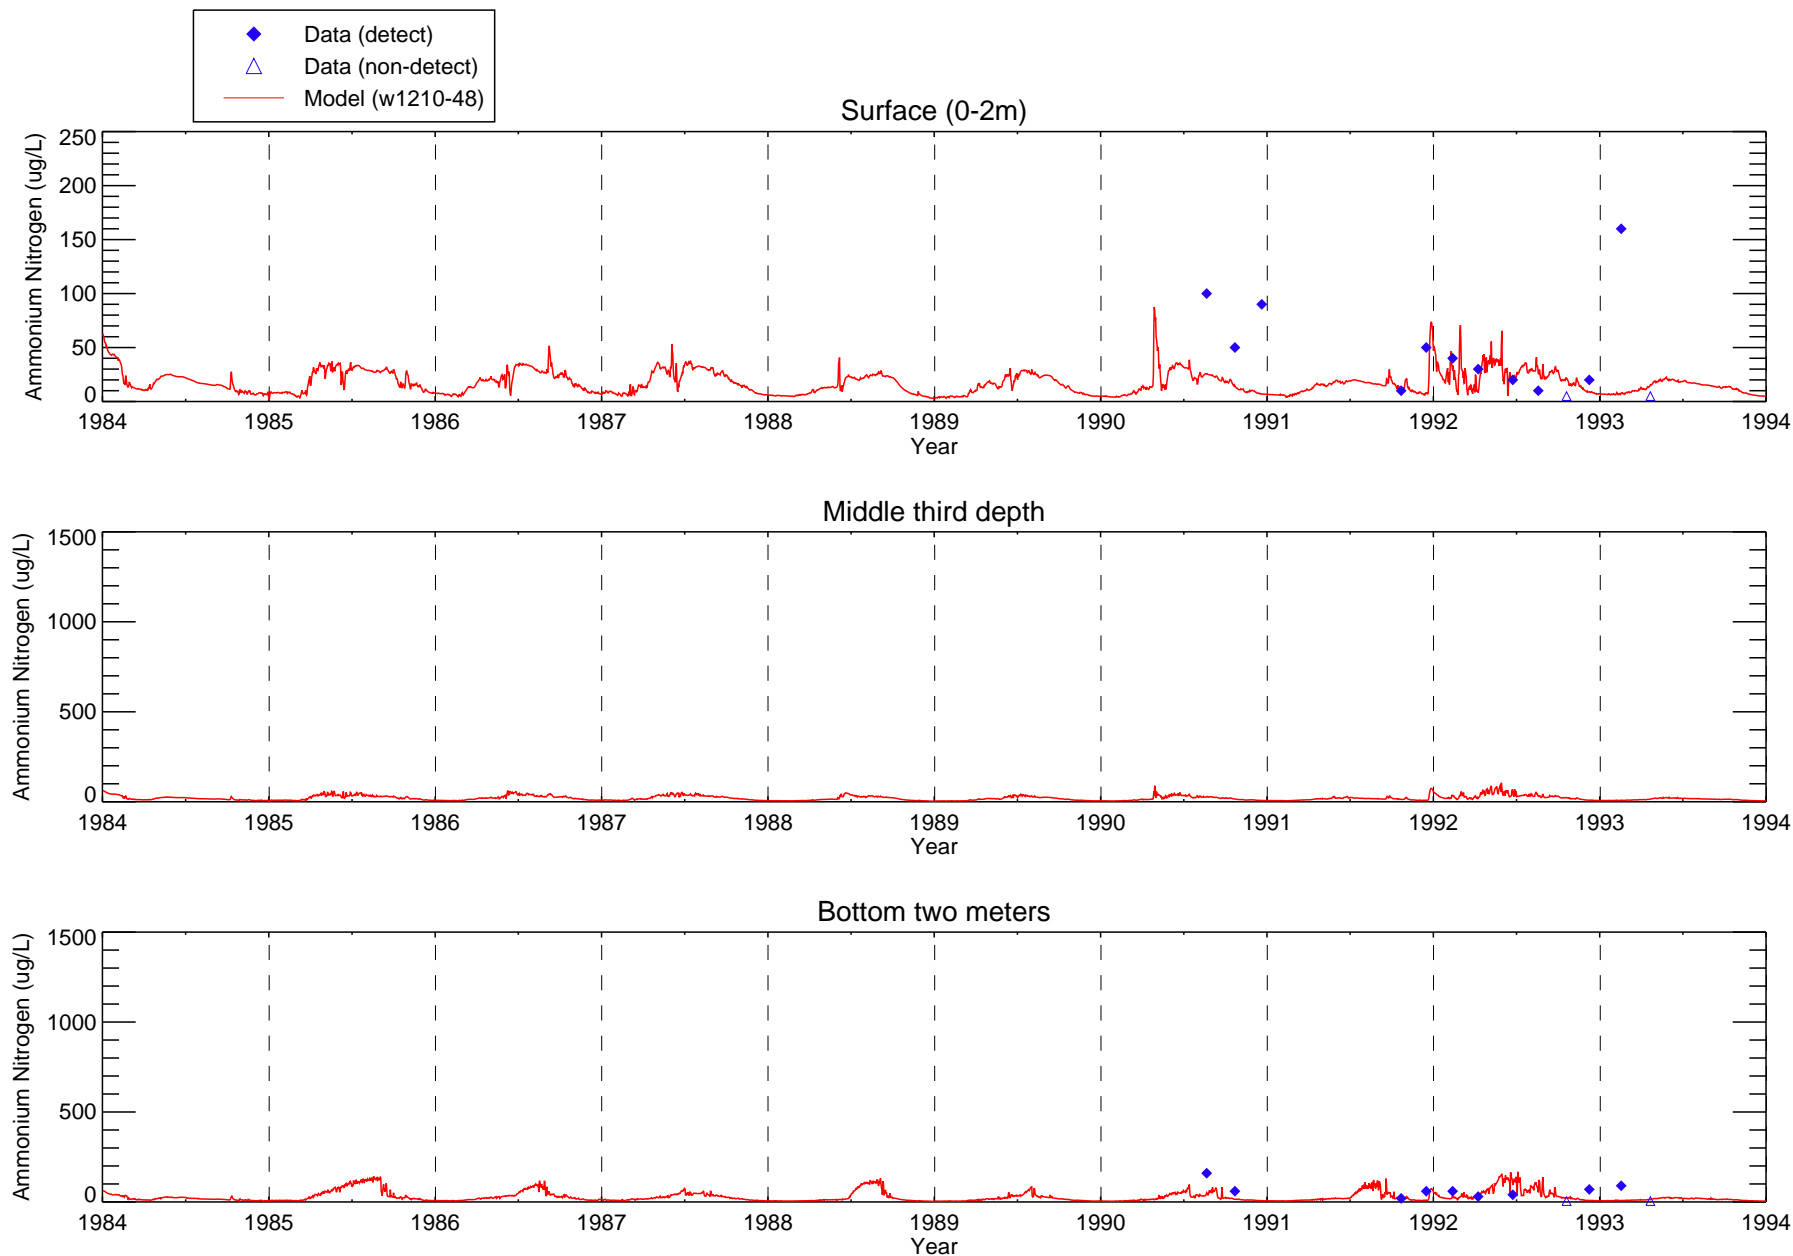 Data (detect)
Data (non-detect)
Model (w1210-48)
Surface (0-2m)
Ammonium Nitrogen (ug/L)
250
200
150
100
50
0
1984 1985 1986 1987 1988 1989 1990 1991 1992 1993 1994
Year
Middle third depth
Ammonium Nitrogen (ug/L)
1500
1000
500
0
1984 1985 1986 1987 1988 1989 1990 1991 1992 1993 1994
Year
Bottom two meters
Ammonium Nitrogen (ug/L)
1500
1000
500
0
1984 1985 1986 1987 1988 1989 1990 1991 1992 1993 1994
Year